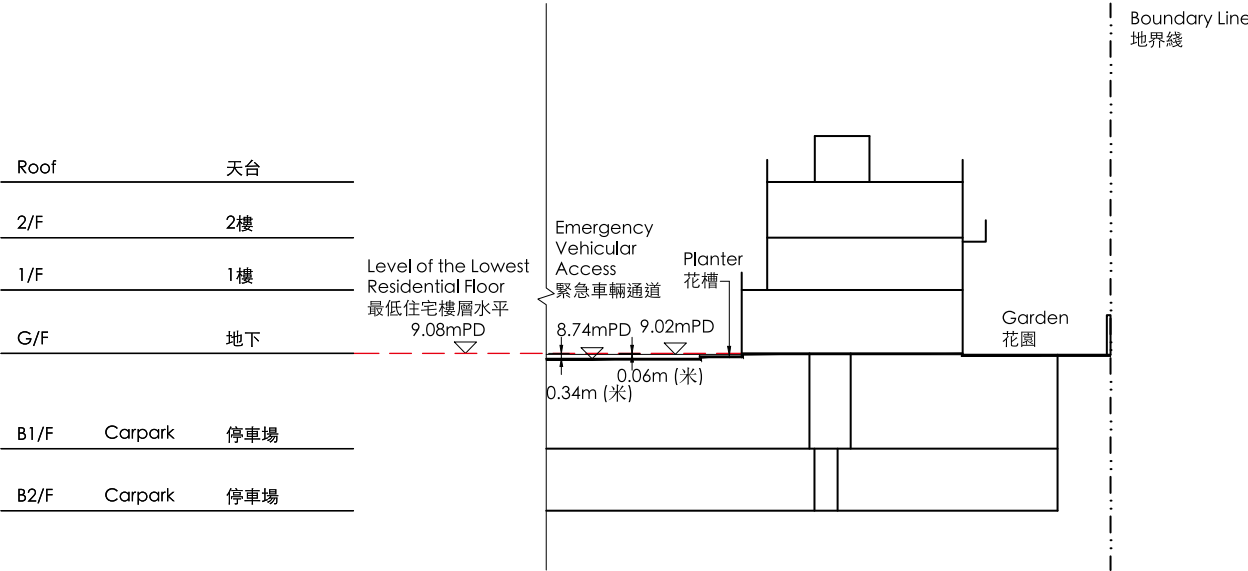 Boundary Line
地界綫
Roof 天台
2/F 2樓
1/F 1樓
G/F 地下
B1/F Carpark 停車場
B2/F Carpark 停車場
Level of the Lowest
Residential Floor
最低住宅樓層水平
9.08mPD
Emergency
Vehicular
Access
緊急車輛通道
8.74mPD
9.02mPD
Planter
花槽
0.06m (米)
0.34m (米)
Garden
花園